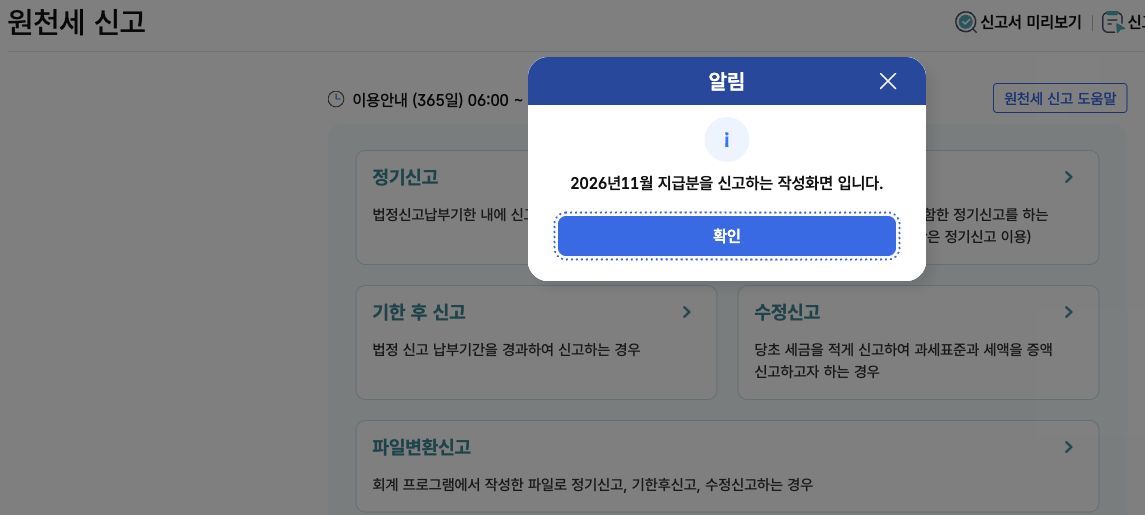 원천세 신고
신고서 미리보기
신고
이용안내 (365일) 06:00 ~
원천세 신고 도움말
알림
i
2026년11월 지급분을 신고하는 작성화면 입니다.
확인
정기신고
법정신고납부기한 내에 신고
함한 정기신고를 하는
은 정기신고 이용)
기한 후 신고
법정 신고 납부기간을 경과하여 신고하는 경우
수정신고
당초 세금을 적게 신고하여 과세표준과 세액을 증액
신고하고자 하는 경우
파일변환신고
회계 프로그램에서 작성한 파일로 정기신고, 기한후신고, 수정신고하는 경우